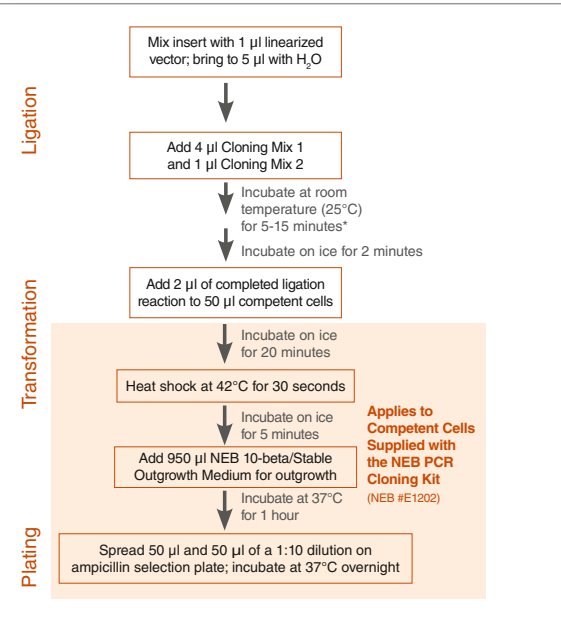 Ligation
Mix insert with 1 µl linearized
vector; bring to 5 µl with H2O
Add 4 µl Cloning Mix 1
and 1 µl Cloning Mix 2
Incubate at room
temperature (25°C)
for 5-15 minutes*
Incubate on ice for 2 minutes
Transformation
Add 2 µl of completed ligation
reaction to 50 µl competent cells
Incubate on ice
for 20 minutes
Heat shock at 42°C for 30 seconds
Incubate on ice
for 5 minutes
Applies to
Competent Cells
Supplied with
the NEB PCR
Cloning Kit
(NEB #E1202)
Add 950 µl NEB 10-beta/Stable
Outgrowth Medium for outgrowth
Incubate at 37°C
for 1 hour
Plating
Spread 50 µl and 50 µl of a 1:10 dilution on
ampicillin selection plate; incubate at 37°C overnight